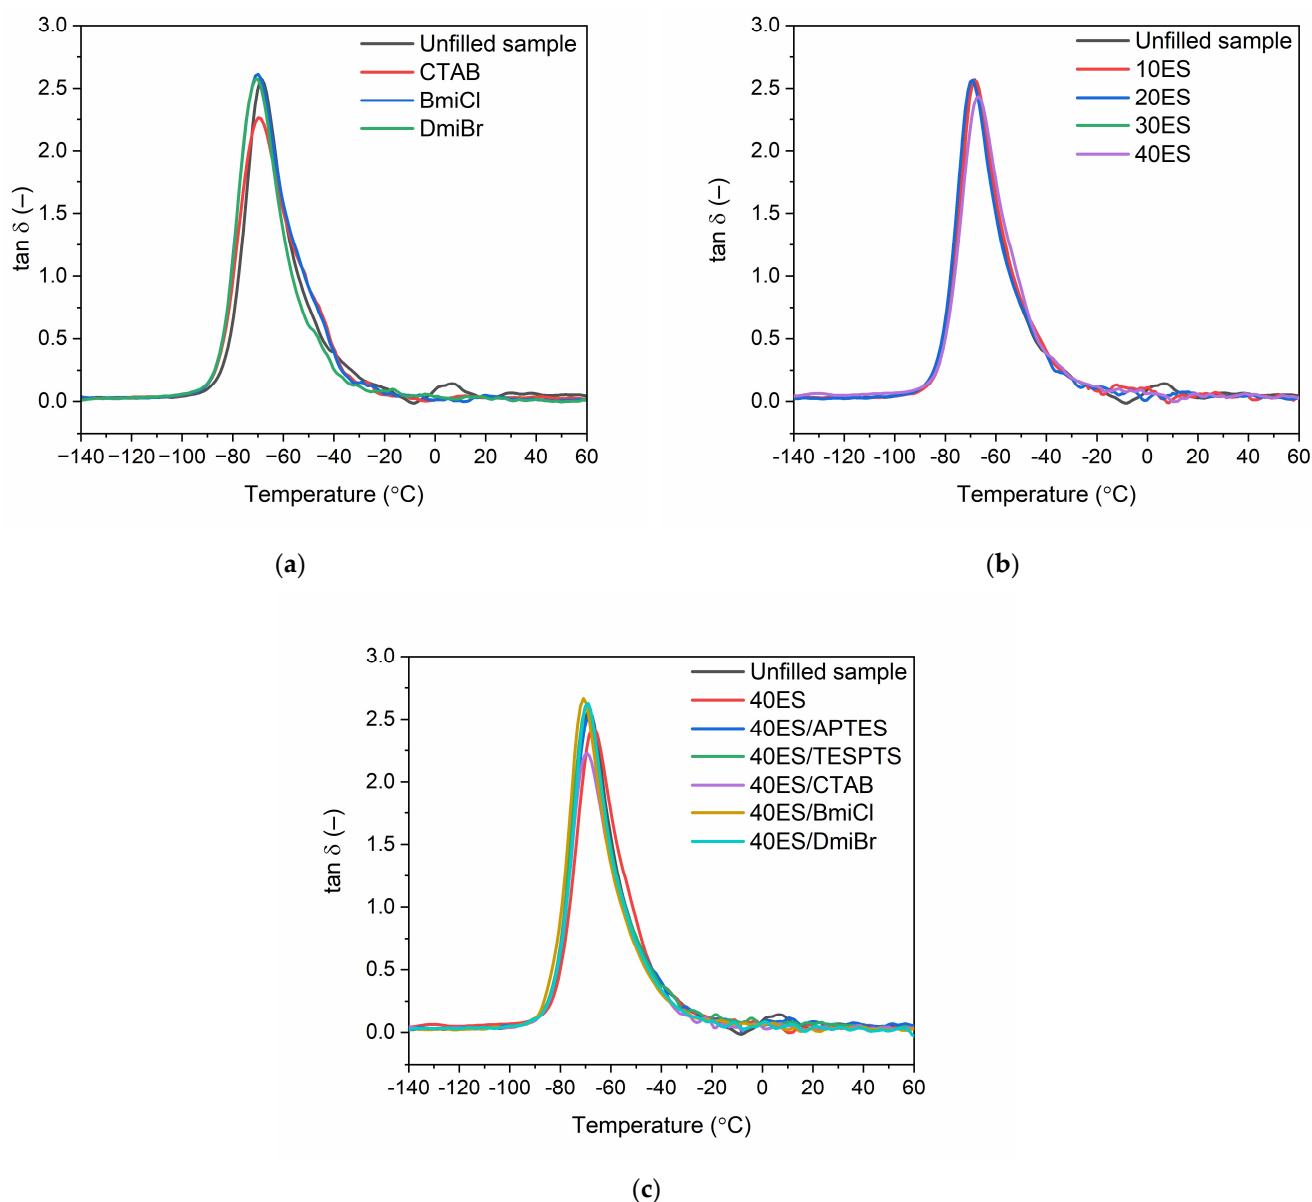 3.0
2.5
2.0
1.5
1.0
0.5
0.0
tan δ (–)
Unfilled sample
CTAB
BmiCl
DmiBr
−140 −120 −100 −80 −60 −40 −20 0 20 40 60
Temperature (°C)
(a)
3.0
2.5
2.0
1.5
1.0
0.5
0.0
tan δ (–)
Unfilled sample
10ES
20ES
30ES
40ES
-140 -120 -100 -80 -60 -40 -20 0 20 40 60
Temperature (°C)
(b)
3.0
2.5
2.0
1.5
1.0
0.5
0.0
tan δ (–)
Unfilled sample
40ES
40ES/APTES
40ES/TESPTS
40ES/CTAB
40ES/BmiCl
40ES/DmiBr
-140 -120 -100 -80 -60 -40 -20 0 20 40 60
Temperature (°C)
(c)